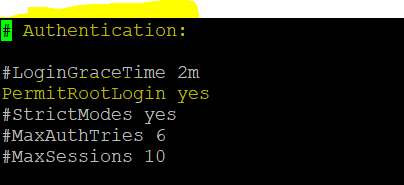 # Authentication:
#LoginGraceTime 2m
PermitRootLogin yes
#StrictModes yes
#MaxAuthTries 6
#MaxSessions 10